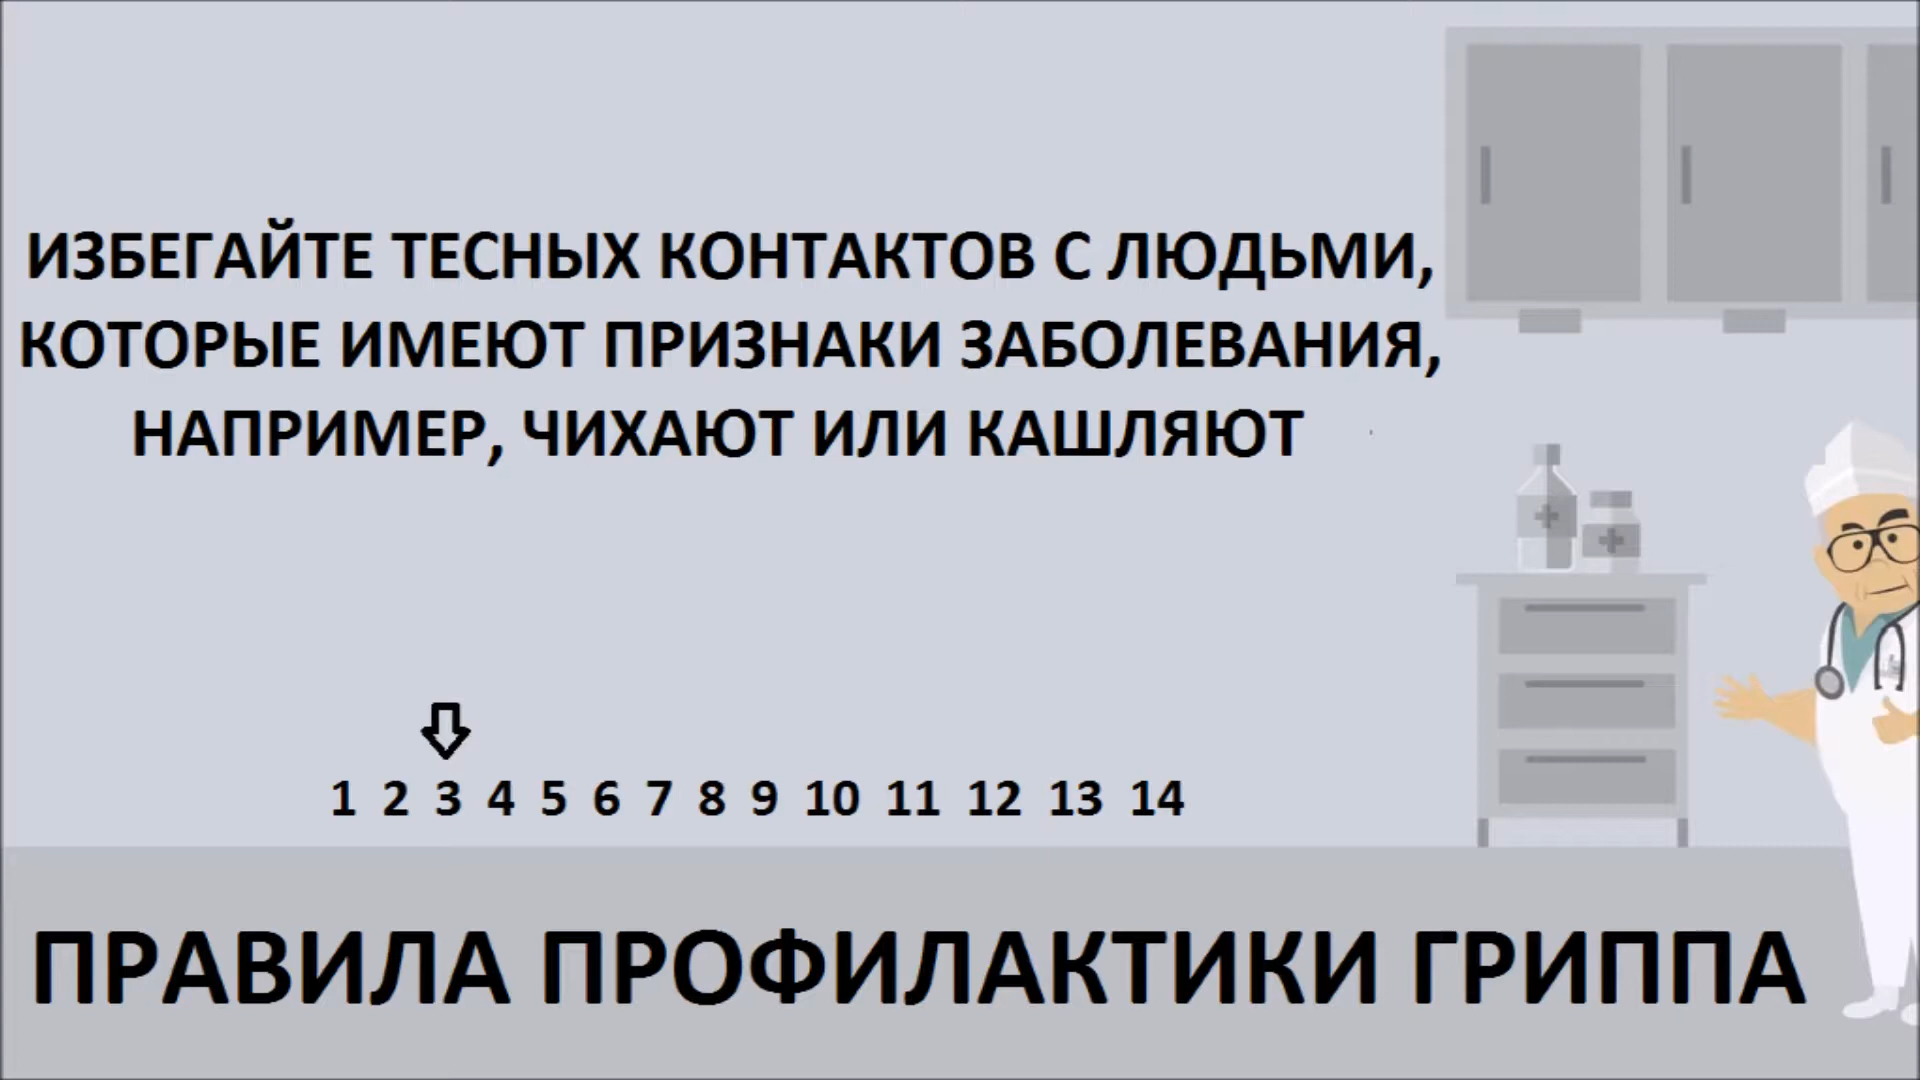 ИЗБЕГАЙТЕ ТЕСНЫХ КОНТАКТОВ С ЛЮДЬМИ,
КОТОРЫЕ ИМЕЮТ ПРИЗНАКИ ЗАБОЛЕВАНИЯ,
НАПРИМЕР, ЧИХАЮТ ИЛИ КАШЛЯЮТ
1 2 3 4 5 6 7 8 9 10 11 12 13 14
ПРАВИЛА ПРОФИЛАКТИКИ ГРИППА